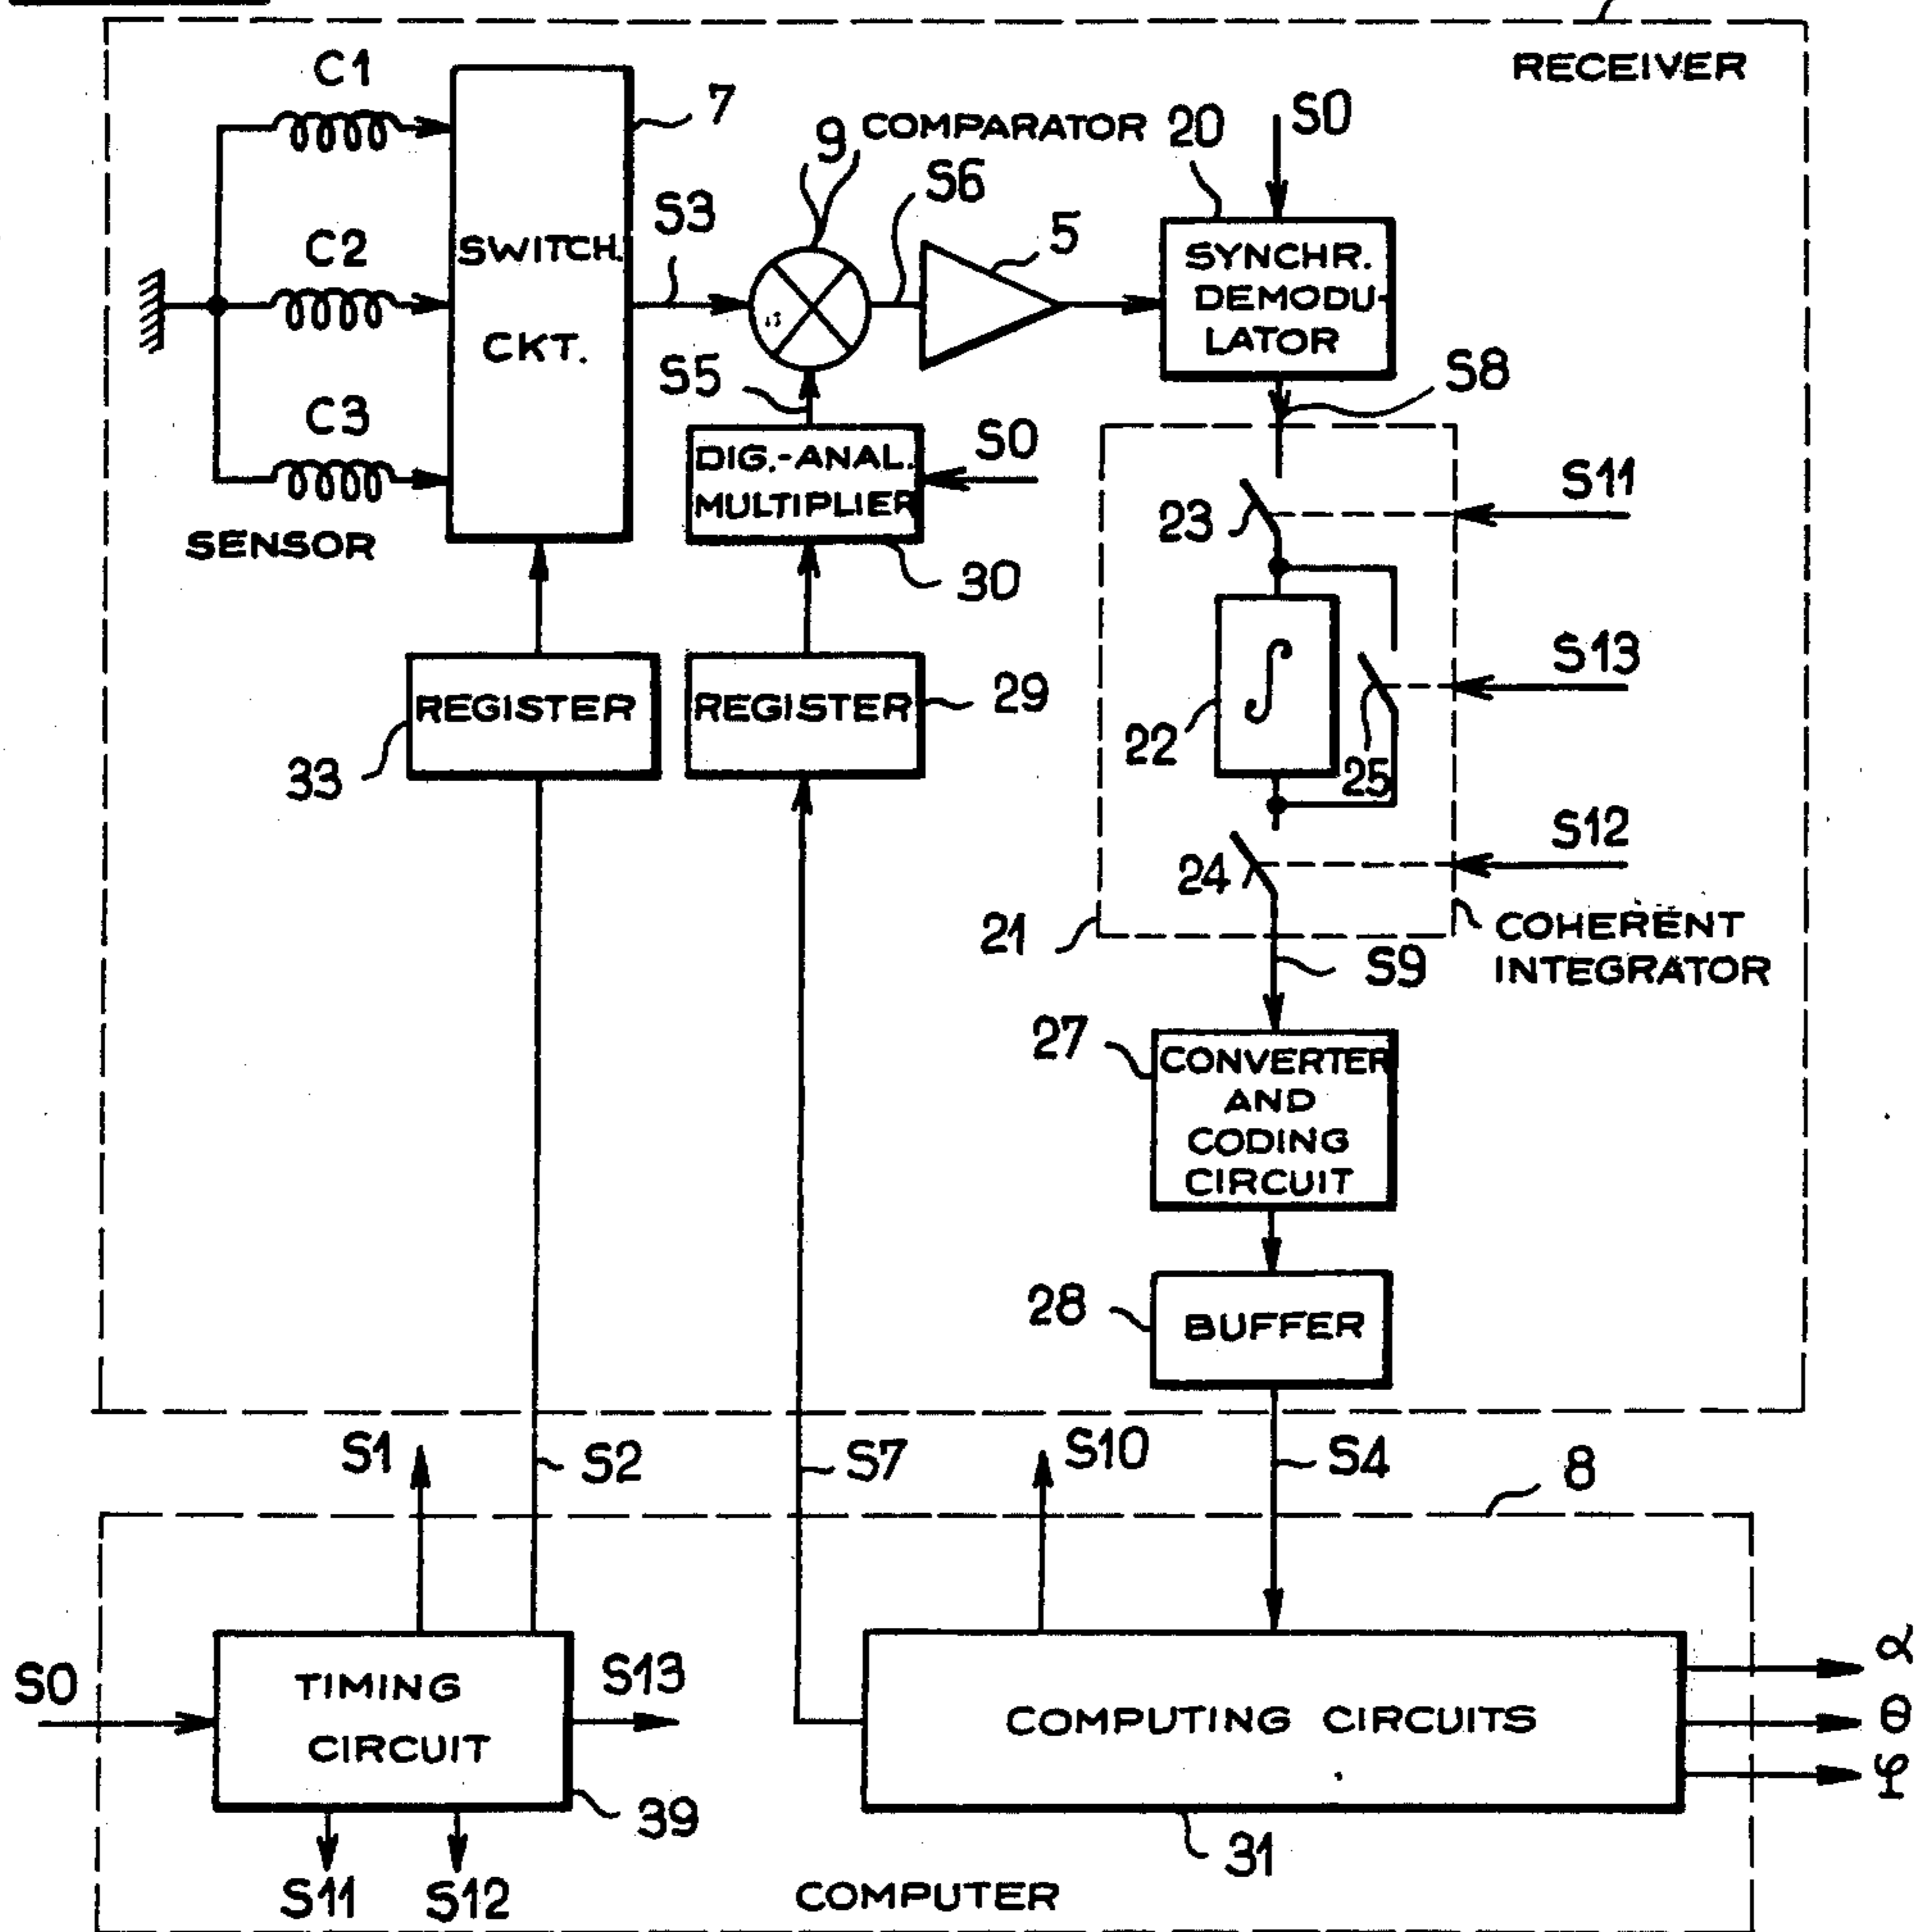 RECEIVER
C1
7
9 COMPARATOR
20
S0
S6
S3
C2
SWITCH.
CKT.
5
SYNCHR.
DEMODU-
LATOR
S5
S8
C3
S0
DIG.-ANAL.
MULTIPLIER
S11
23
SENSOR
30
S13
REGISTER
REGISTER
29
22
33
25
S12
24
21
COHERENT
INTEGRATOR
S9
27
CONVERTER
AND
CODING
CIRCUIT
28
BUFFER
S1
S2
S7
S10
S4
8
S0
TIMING
CIRCUIT
S13
COMPUTING CIRCUITS
α
θ
φ
39
31
S11
S12
COMPUTER